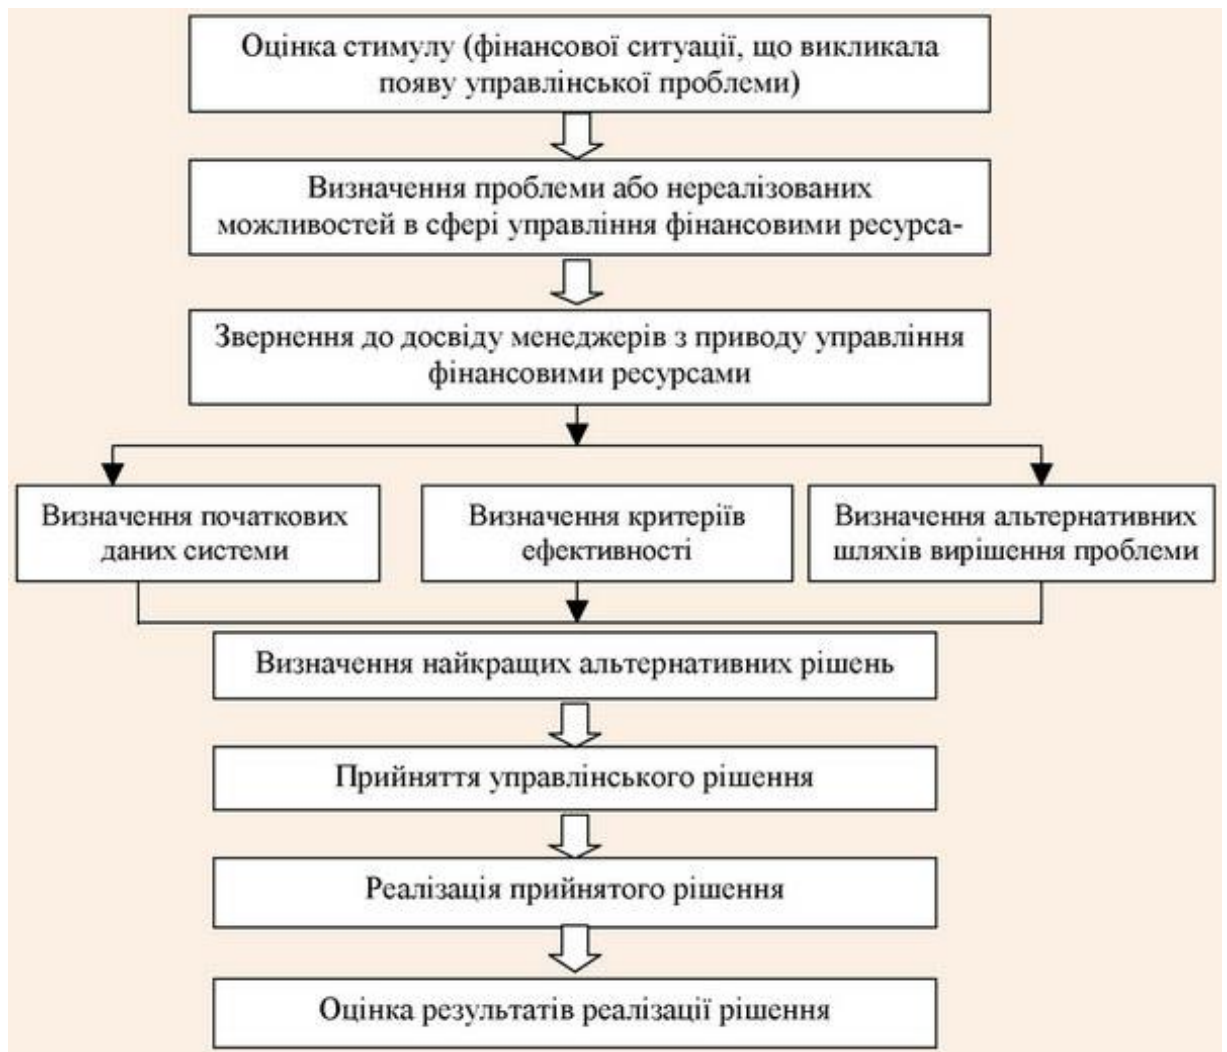 Оцінка стимулу (фінансової ситуації, що викликала
появу управлінської проблеми)
Визначення проблеми або нереалізованих
можливостей в сфері управління фінансовими ресурса-
Звернення до досвіду менеджерів з приводу управління
фінансовими ресурсами
Визначення початкових
даних системи
Визначення критеріїв
ефективності
Визначення альтернативних
шляхів вирішення проблеми
Визначення найкращих альтернативних рішень
Прийняття управлінського рішення
Реалізація прийнятого рішення
Оцінка результатів реалізації рішення